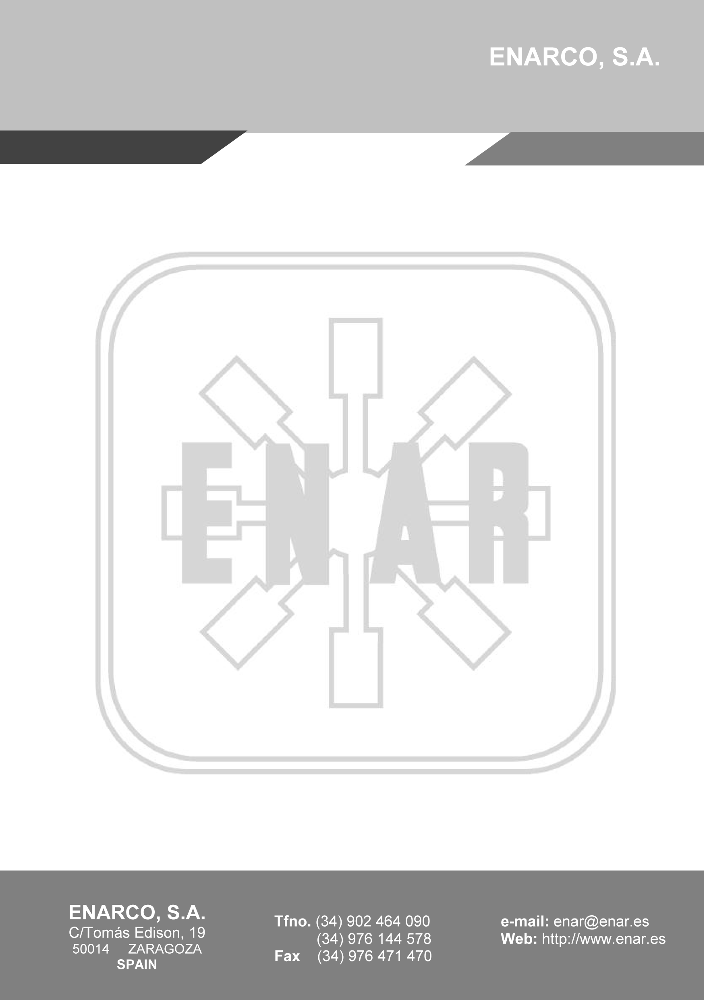 ENARCO, S.A.
ENAR
ENARCO, S.A.
C/Tomás Edison, 19
50014 ZARAGOZA
SPAIN
Tfno. (34) 902 464 090
(34) 976 144 578
Fax (34) 976 471 470
e-mail: enar@enar.es
Web: http://www.enar.es